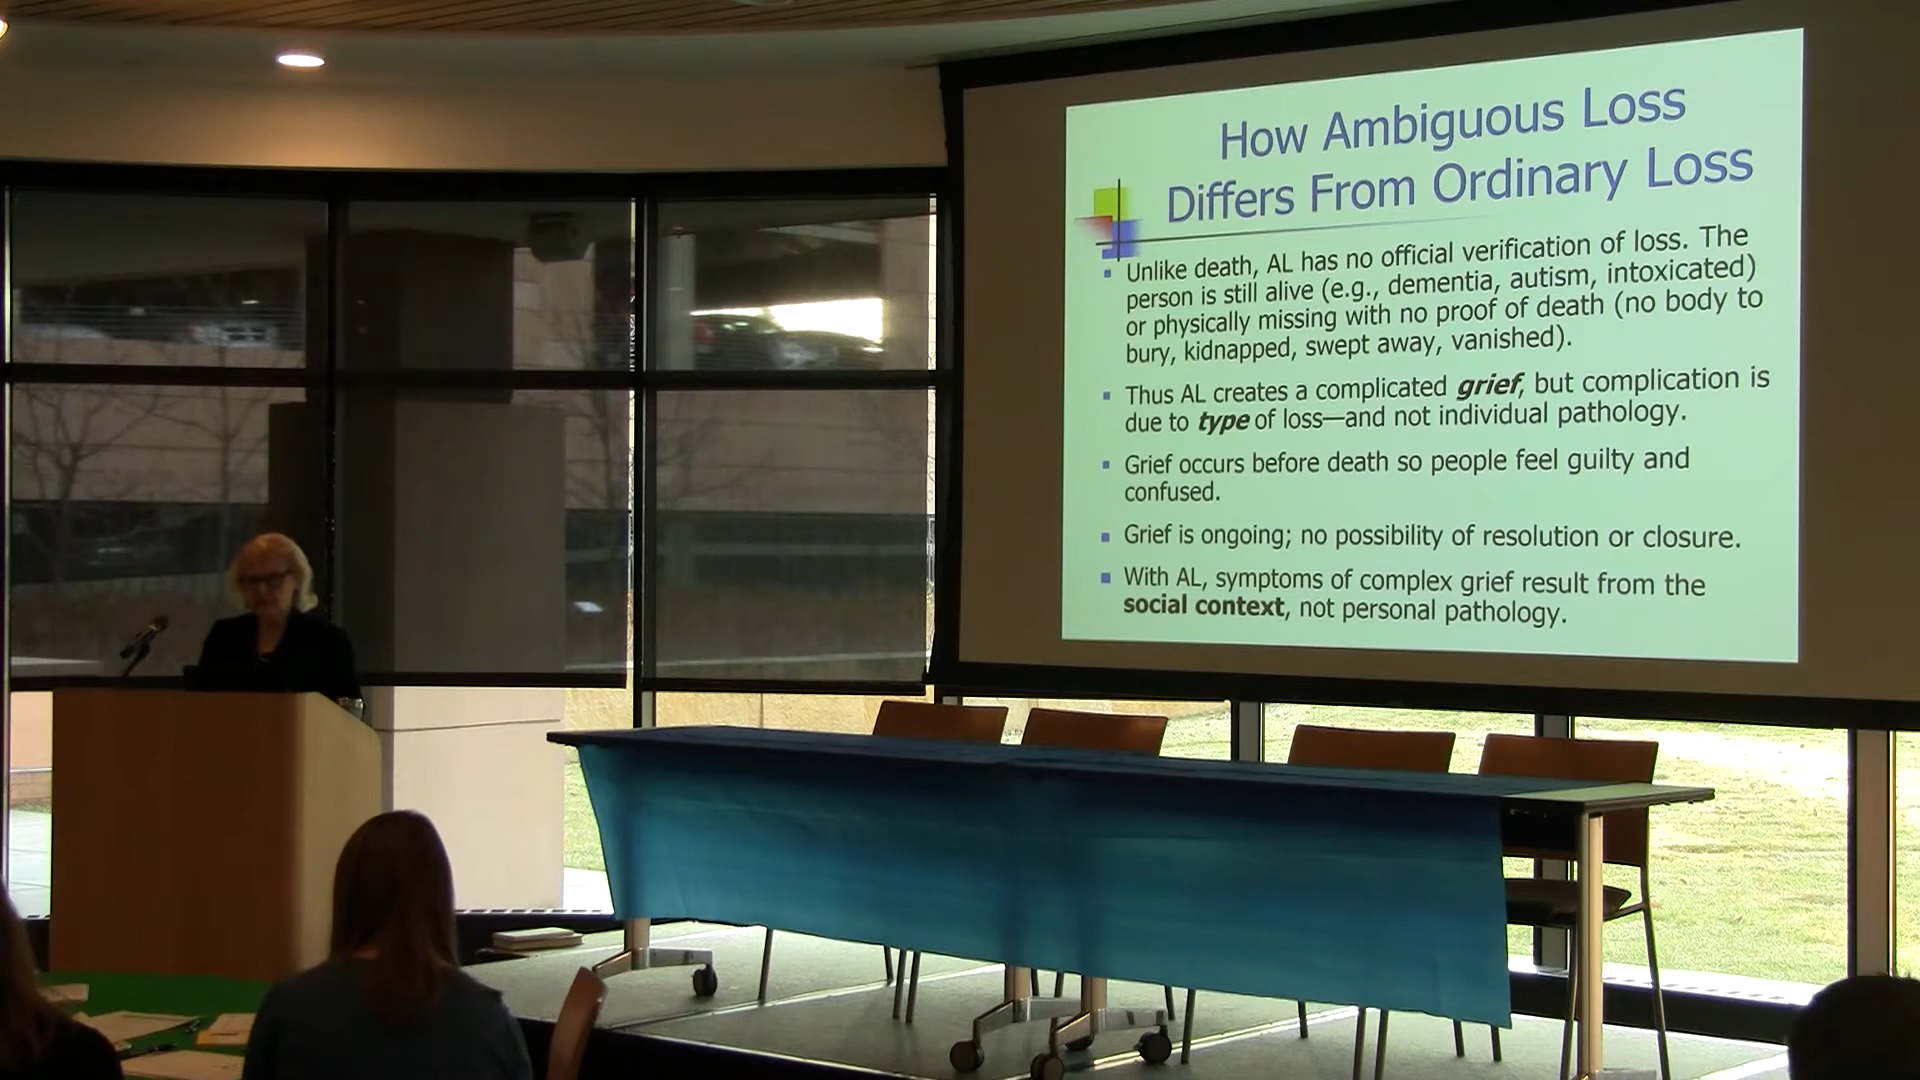 How Ambiguous Loss
Differs From Ordinary Loss
Unlike death, AL has no official verification of loss. The
person is still alive (e.g., dementia, autism, intoxicated)
or physically missing with no proof of death (no body to
bury, kidnapped, swept away, vanished).
Thus AL creates a complicated grief, but complication is
due to type of loss—and not individual pathology.
Grief occurs before death so people feel guilty and
confused.
Grief is ongoing; no possibility of resolution or closure.
With AL, symptoms of complex grief result from the
social context, not personal pathology.